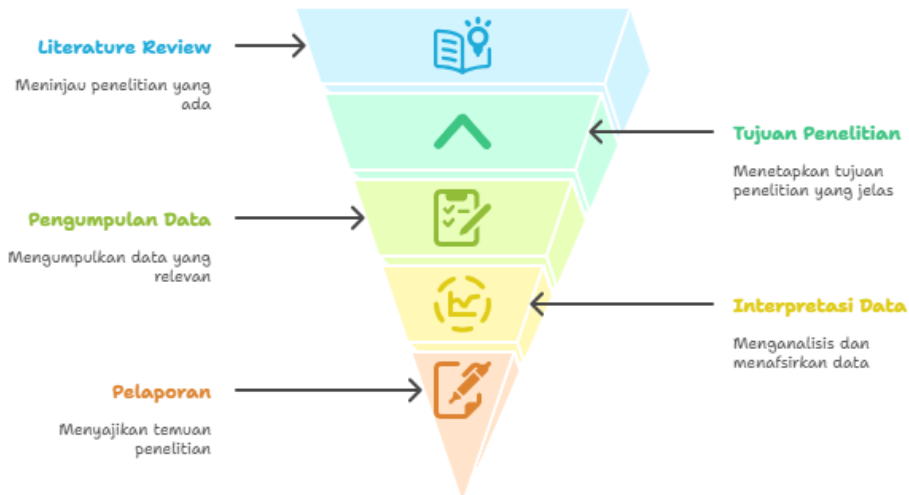 Literature Review
Meninjau penelitian yang
ada
Tujuan Penelitian
Menetapkan tujuan
penelitian yang jelas
Pengumpulan Data
Mengumpulkan data yang
relevan
Interpretasi Data
Menganalisis dan
menafsirkan data
Pelaporan
Menyajikan temuan
penelitian